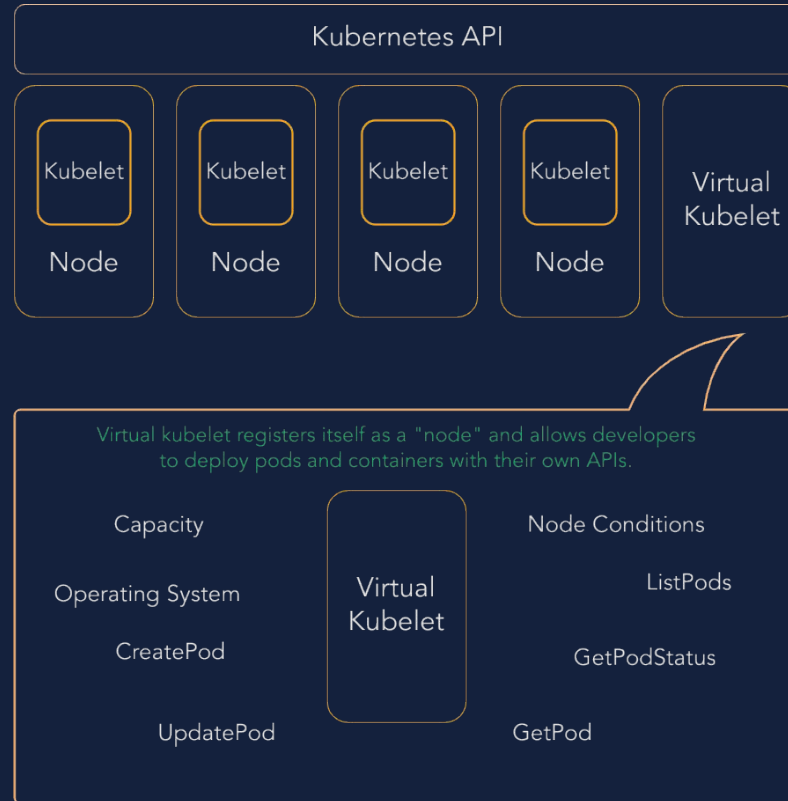 Kubernetes API
Kubelet
Kubelet
Kubelet
Kubelet
Virtual
Kubelet
Node
Node
Node
Node
Virtual kubelet registers itself as a "node" and allows developers
to deploy pods and containers with their own APIs.
Capacity
Node Conditions
Operating System
Virtual
Kubelet
ListPods
CreatePod
GetPodStatus
UpdatePod
GetPod